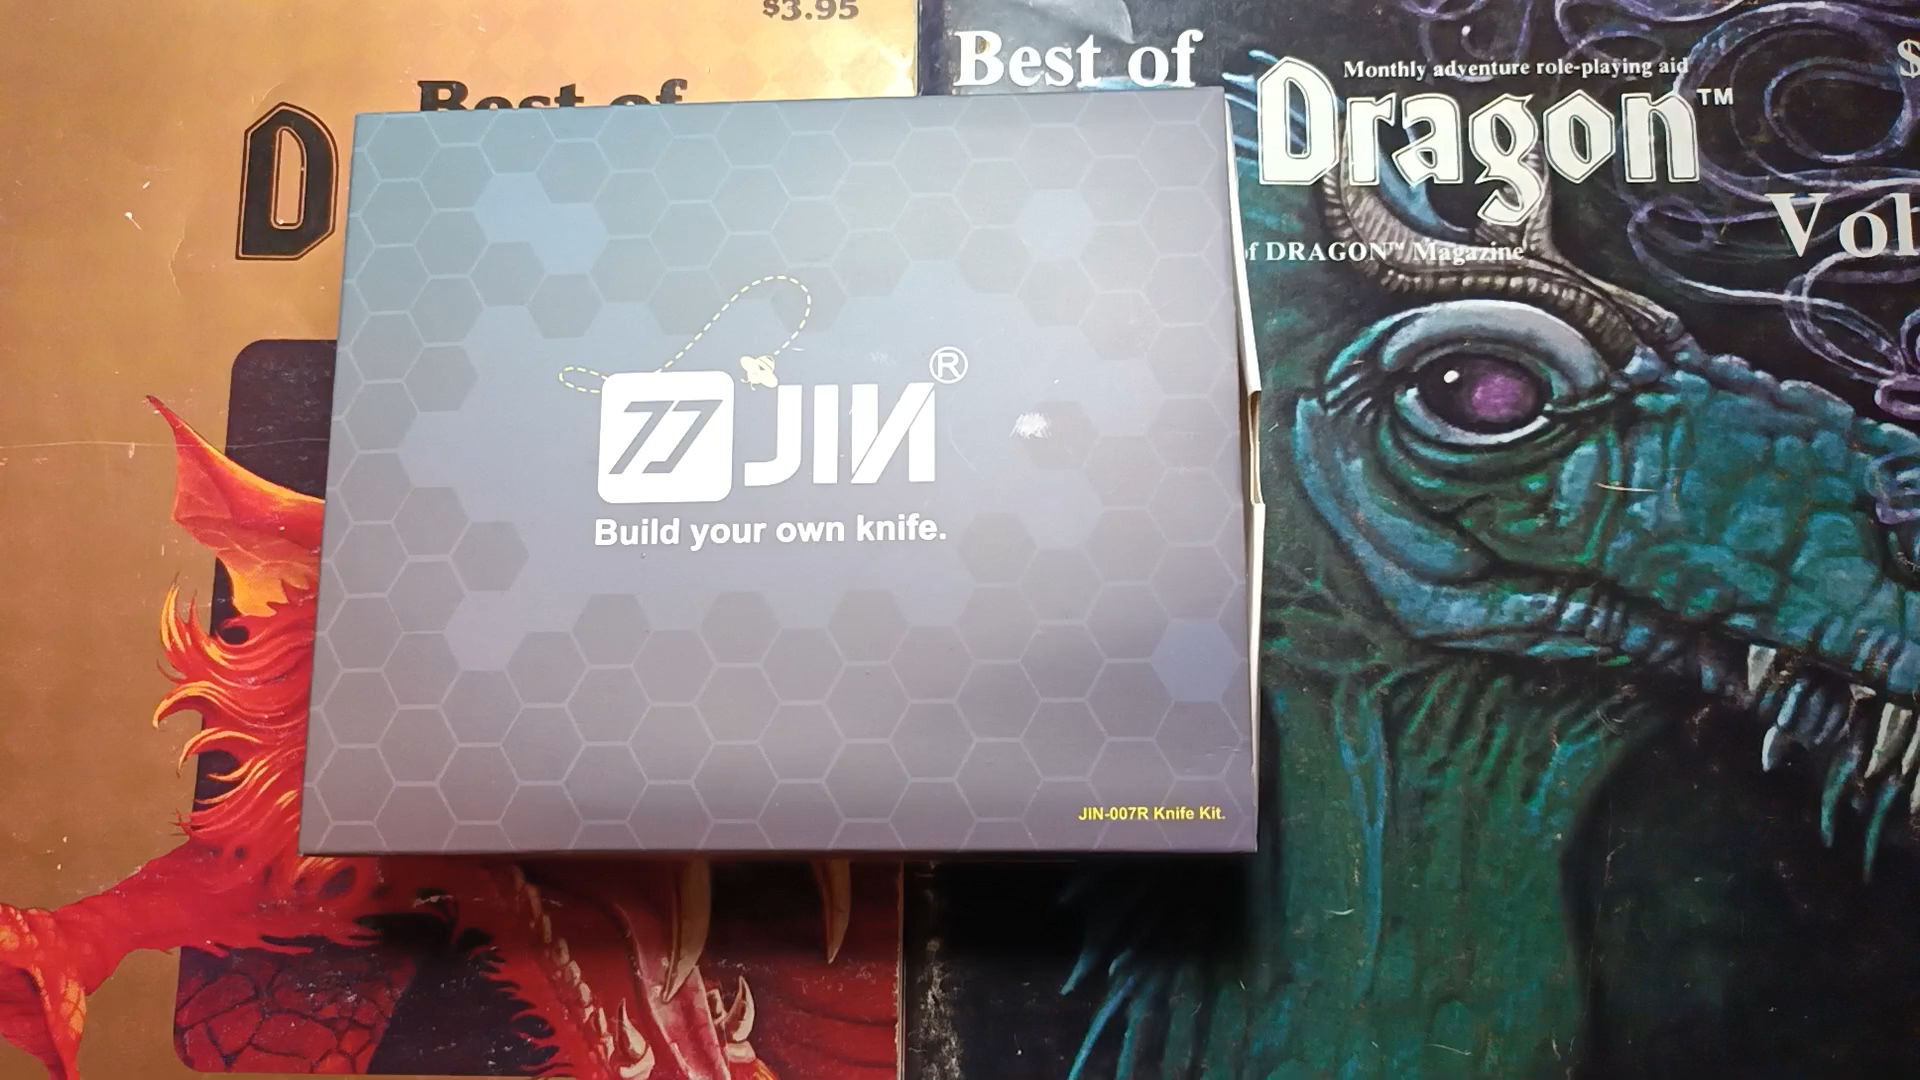 $3.95
Best of
D
Best of
Monthly adventure role-playing aid
Dragon™
Vol
of DRAGON™ Magazine
77 JIN®
Build your own knife.
JIN-007R Knife Kit.